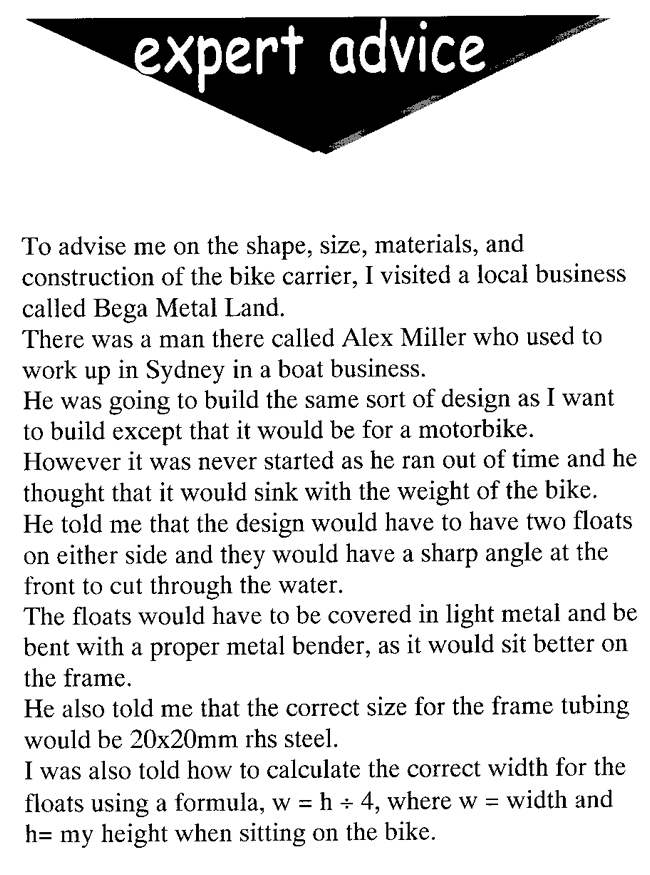 expert advice
To advise me on the shape, size, materials, and
construction of the bike carrier, I visited a local business
called Bega Metal Land.
There was a man there called Alex Miller who used to
work up in Sydney in a boat business.
He was going to build the same sort of design as I want
to build except that it would be for a motorbike.
However it was never started as he ran out of time and he
thought that it would sink with the weight of the bike.
He told me that the design would have to have two floats
on either side and they would have a sharp angle at the
front to cut through the water.
The floats would have to be covered in light metal and be
bent with a proper metal bender, as it would sit better on
the frame.
He also told me that the correct size for the frame tubing
would be 20x20mm rhs steel.
I was also told how to calculate the correct width for the
floats using a formula, w = h ÷ 4, where w = width and
h= my height when sitting on the bike.